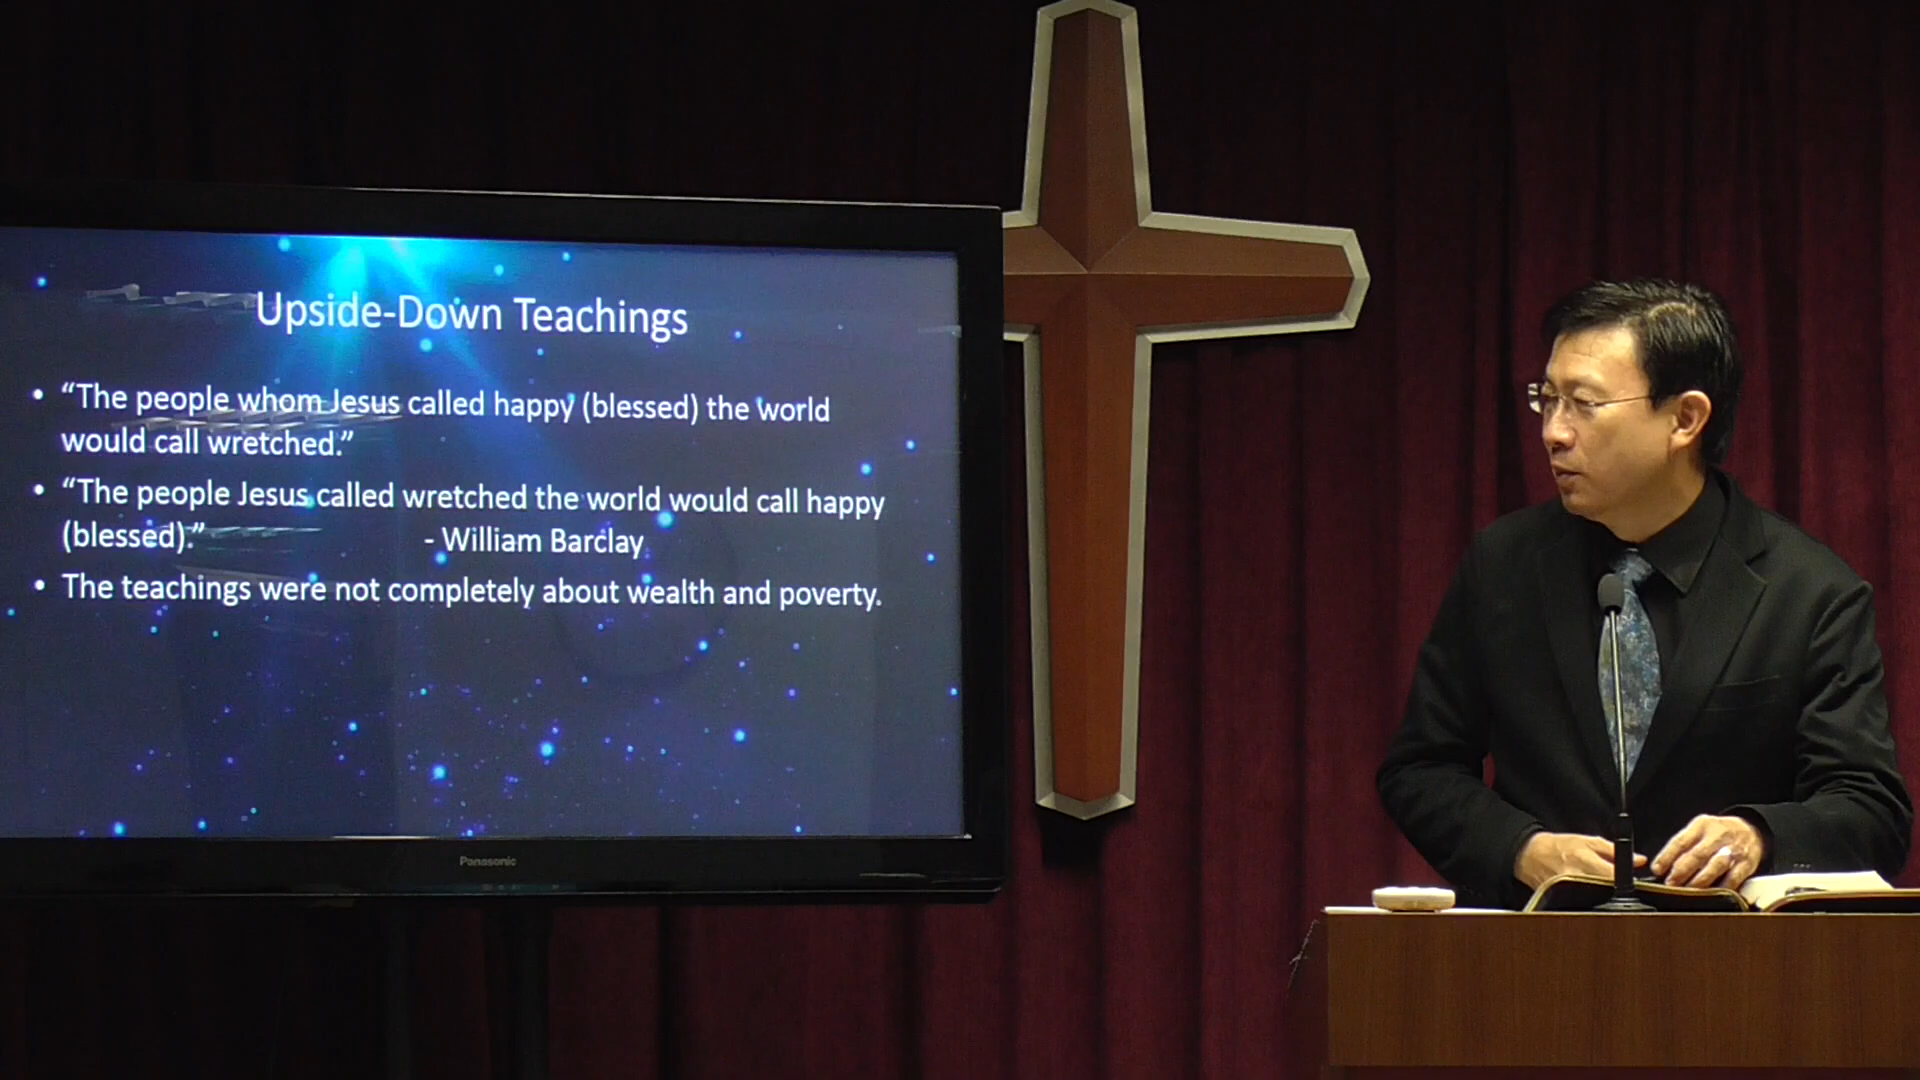 Upside-Down Teachings
• “The people whom Jesus called happy (blessed) the world
would call wretched.”
• “The people Jesus called wretched the world would call happy
(blessed).” - William Barclay
• The teachings were not completely about wealth and poverty.
Panasonic